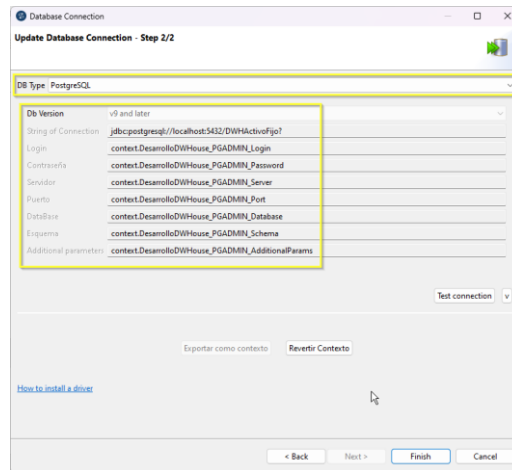 Database Connection
Update Database Connection - Step 2/2
DB Type PostgreSQL
Db Version v9 and later
String of Connection jdbc:postgresql://localhost:5432/DWHActivoFijo?
Login context.DesarrolloDWHouse_PGADMIN_Login
Contraseña context.DesarrolloDWHouse_PGADMIN_Password
Servidor context.DesarrolloDWHouse_PGADMIN_Server
Puerto context.DesarrolloDWHouse_PGADMIN_Port
DataBase context.DesarrolloDWHouse_PGADMIN_Database
Esquema context.DesarrolloDWHouse_PGADMIN_Schema
Additional parameters context.DesarrolloDWHouse_PGADMIN_AdditionalParams
Test connection v
Exportar como contexto Revertir Contexto
How to install a driver
< Back Next > Finish Cancel